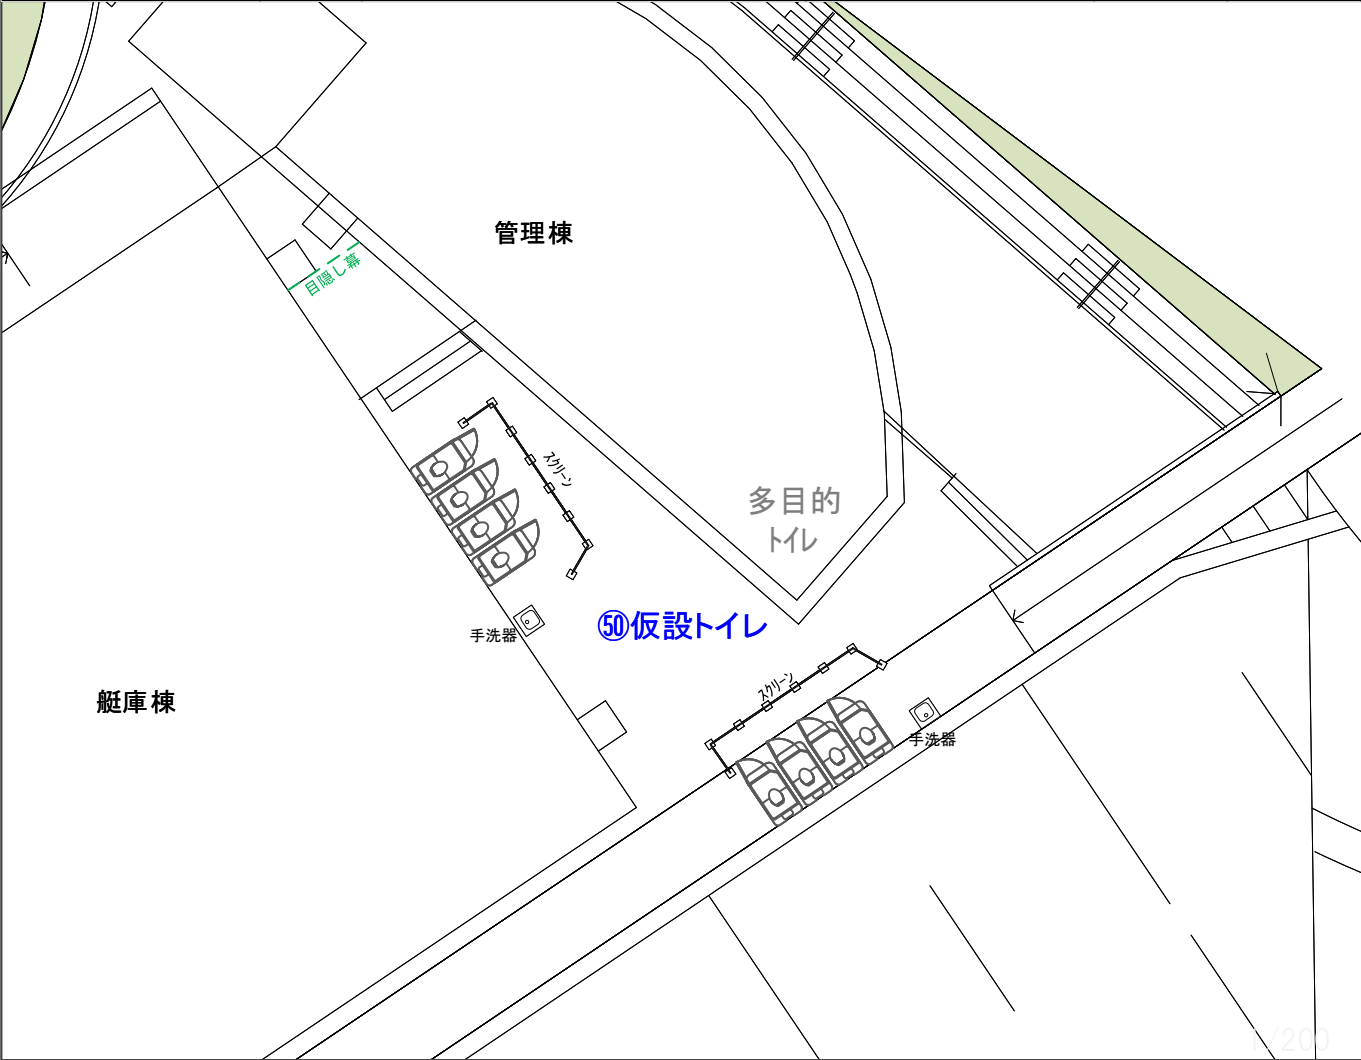 管理棟
目隠し幕
スクリーン
多目的
トイレ
㊿仮設トイレ
手洗器
スクリーン
艇庫棟
手洗器
1/200